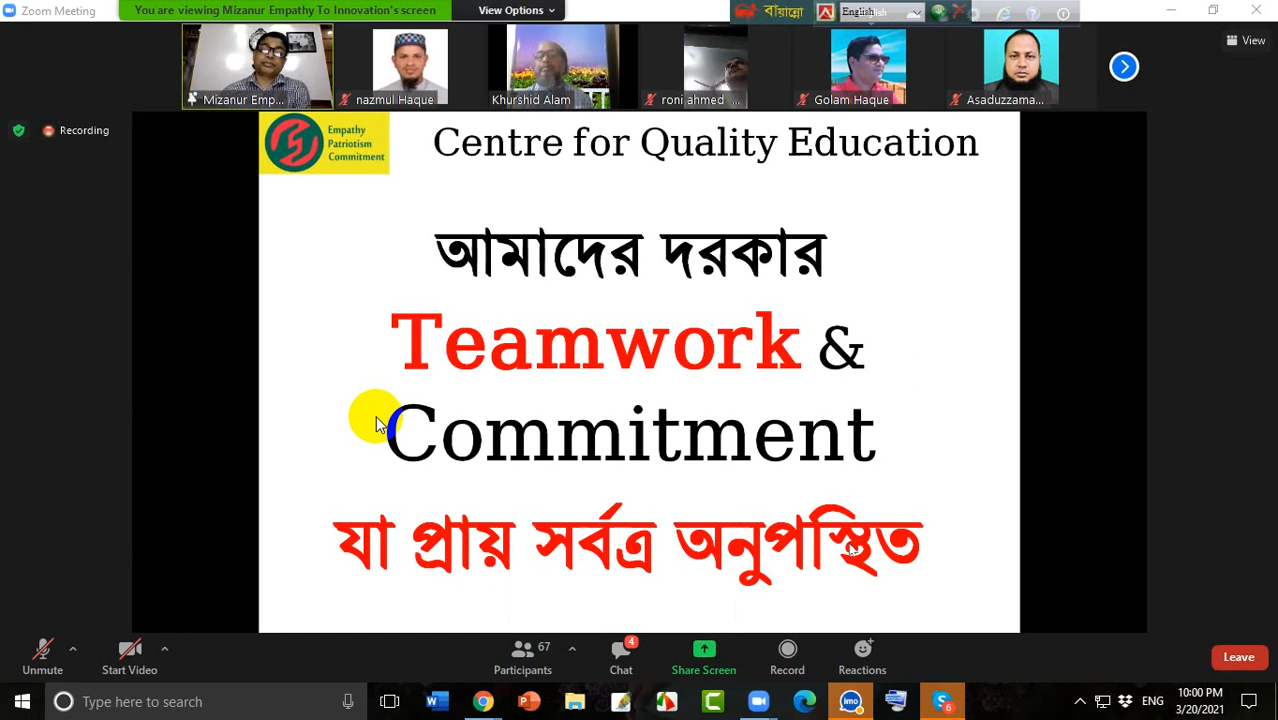 Zoom Meeting
You are viewing Mizanur Empathy To Innovation's screen
View Options
বাঁয়ান্নো
English
View
Mizanur Emp...
nazmul Haque
Khurshid Alam
roni ahmed ...
Golam Haque
Asaduzzama...
Recording
Empathy
Patriotism
Commitment
Centre for Quality Education
আমাদের দরকার
Teamwork &
Commitment
যা প্রায় সর্বত্র অনুপস্থিত
Unmute
Start Video
67
Participants
4
Chat
Share Screen
Record
Reactions
Leave
Type here to search
imo
6
ENG
10:00 PM
3/20/2021